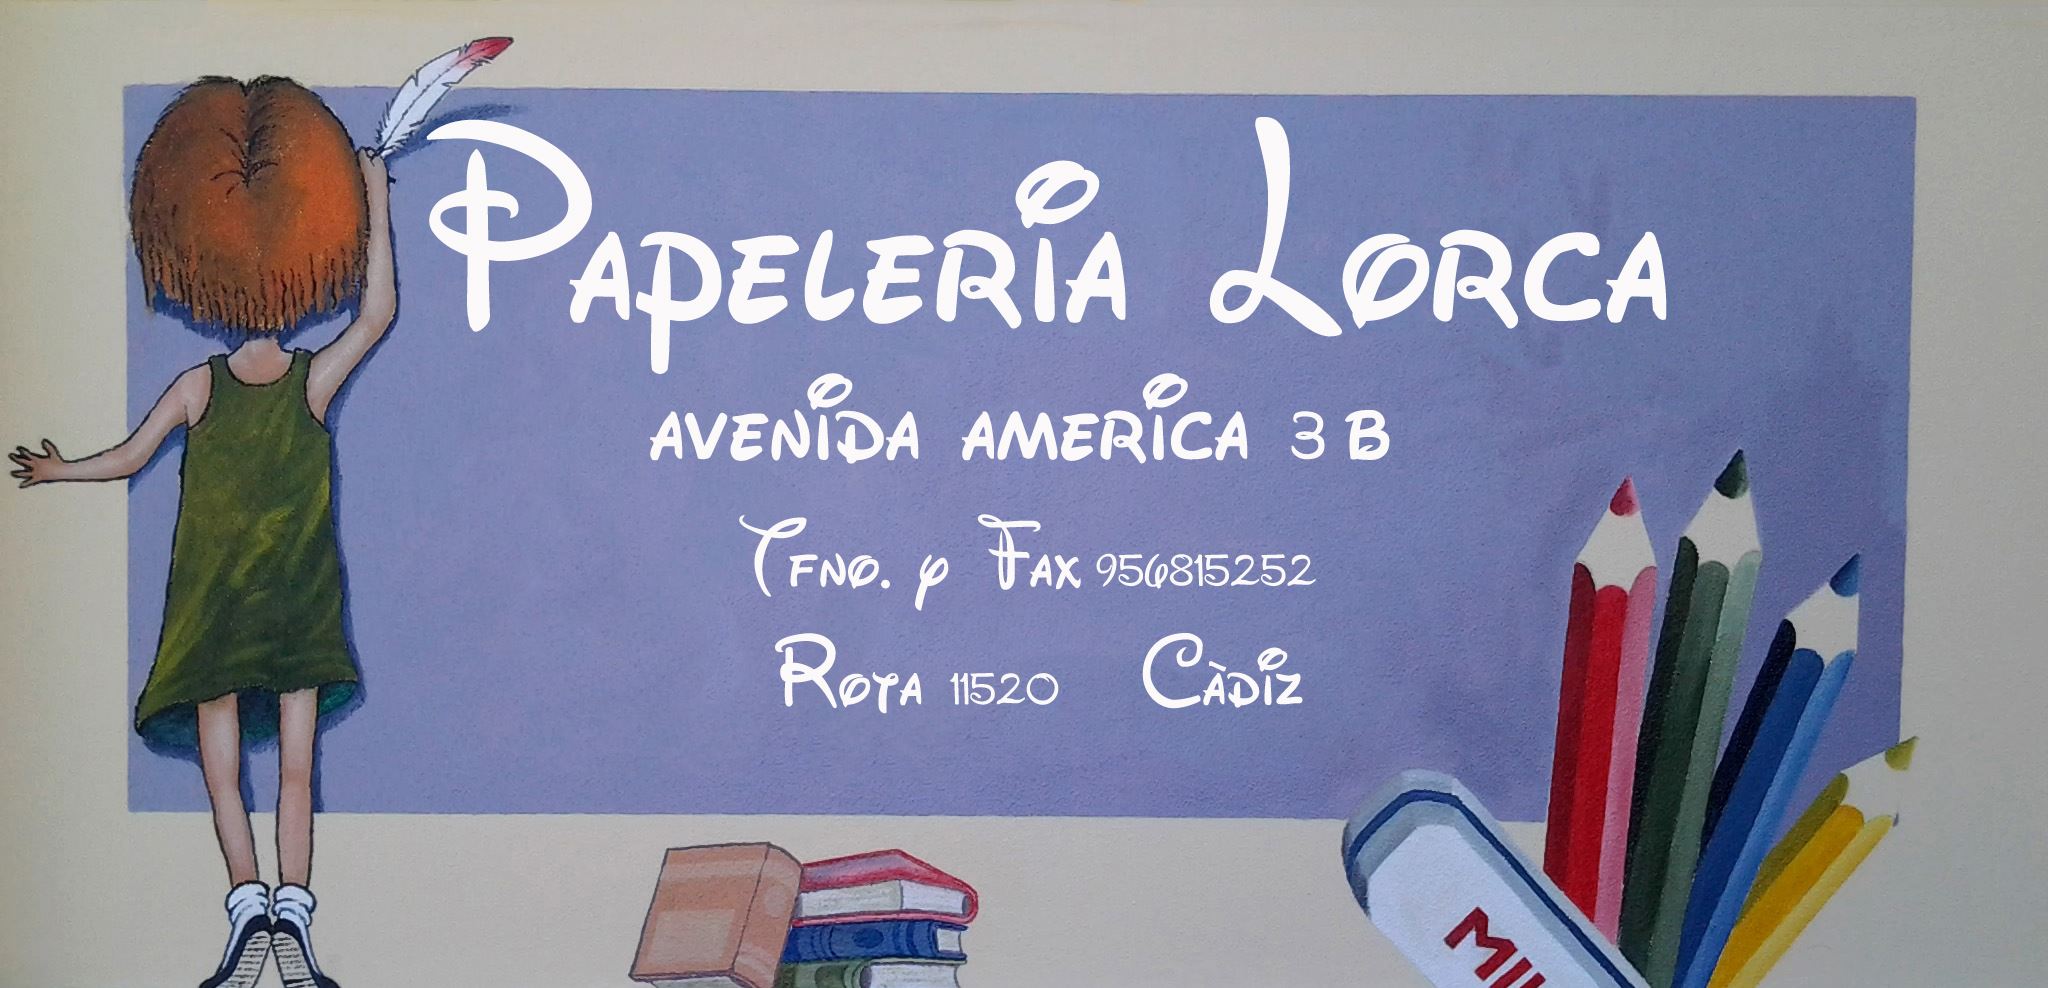 Papeleria Lorca
avenida america 3 B
Tfno. y Fax 956815252
Rota 11520 Càdiz